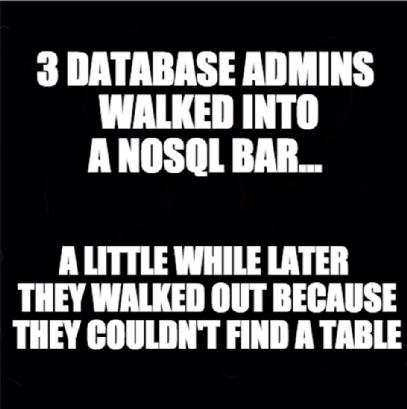 3 DATABASE ADMINS
WALKED INTO
A NOSQL BAR...
A LITTLE WHILE LATER
THEY WALKED OUT BECAUSE
THEY COULDN'T FIND A TABLE